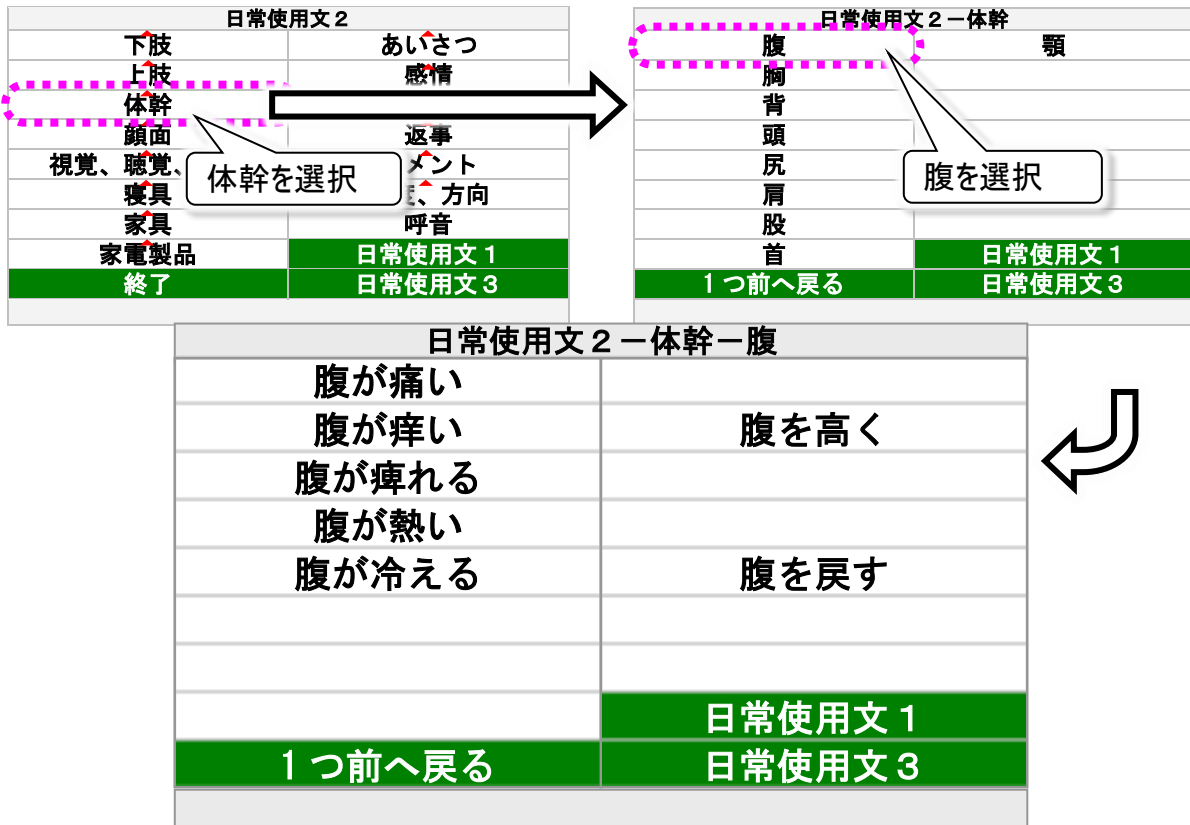 日常使用文２
下肢 あいさつ
上肢 感情
体幹
顔面 返事
視覚、聴覚、 メント
寝具 、方向
家具 呼音
家電製品 日常使用文１
終了 日常使用文３
体幹を選択
日常使用文２－体幹
腹 顎
胸
背
頭
尻
肩
股
首 日常使用文１
１つ前へ戻る 日常使用文３
腹を選択
日常使用文２－体幹－腹
腹が痛い
腹が痒い 腹を高く
腹が痺れる
腹が熱い
腹が冷える 腹を戻す
日常使用文１
１つ前へ戻る 日常使用文３